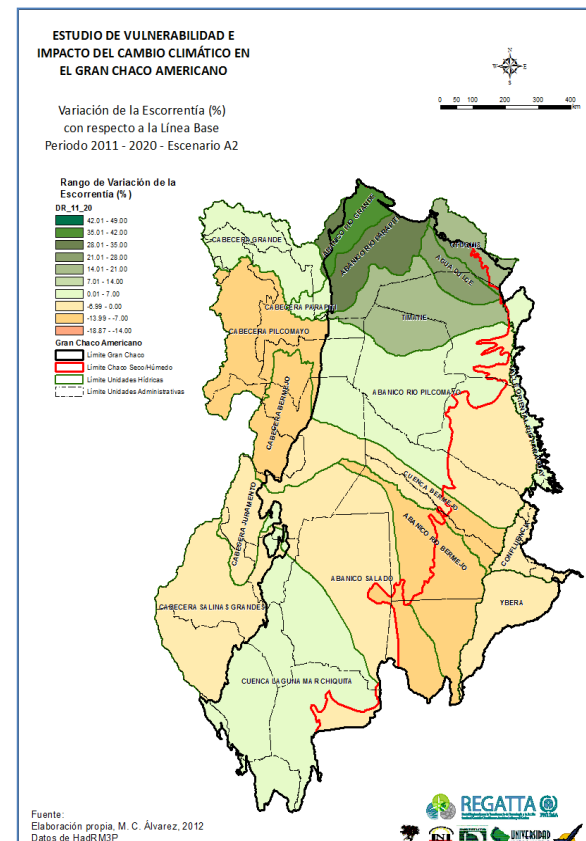 ESTUDIO DE VULNERABILIDAD E
IMPACTO DEL CAMBIO CLIMÁTICO EN
EL GRAN CHACO AMERICANO
Variación de la Escorrentía (%)
con respecto a la Línea Base
Periodo 2011 - 2020 - Escenario A2
N
W E
S
0 50 100 200 300 400
Km
Rango de Variación de la
Escorrentía (%)
DR_11_20
42.01 - 49.00
35.01 - 42.00
28.01 - 35.00
21.01 - 28.00
14.01 - 21.00
7.01 - 14.00
0.01 - 7.00
-6.99 - 0.00
-13.99 - -7.00
-18.87 - -14.00
Gran Chaco Americano
Límite Gran Chaco
Límite Chaco Seco/Húmedo
Límite Unidades Hídricas
Límite Unidades Administrativas
CABECERA GRANDE
ABANICO RIO GRANDE
ABANICO RIO PARAPETI
AGUA DULCE
CABECERA PARAPETI
TIMANE
CABECERA PILCOMAYO
ABANICO RIO PILCOMAYO
CABECERA BERMEJO
CUENCA BERMEJO
ABANICO RIO BERMEJO
CONFLUENCIA
CABECERA JURAMENTO
ABANICO SALADO
YBERA
CABECERA SALINAS GRANDES
CUENCA LAGUNA MAR CHIQUITA
Fuente:
Elaboración propia, M. C. Álvarez, 2012
Datos de HadRM3P
REGATTA
PNUMA
UNIVERSIDAD